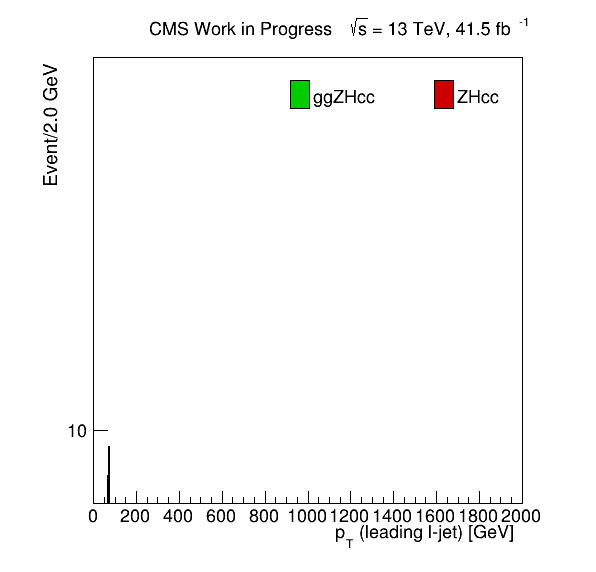 CMS Work in Progress √s = 13 TeV, 41.5 fb⁻¹
Event/2.0 GeV
ggZHcc ZHcc
10
0 200 400 600 800 1000 1200 1400 1600 1800 2000
p_T (leading l-jet) [GeV]